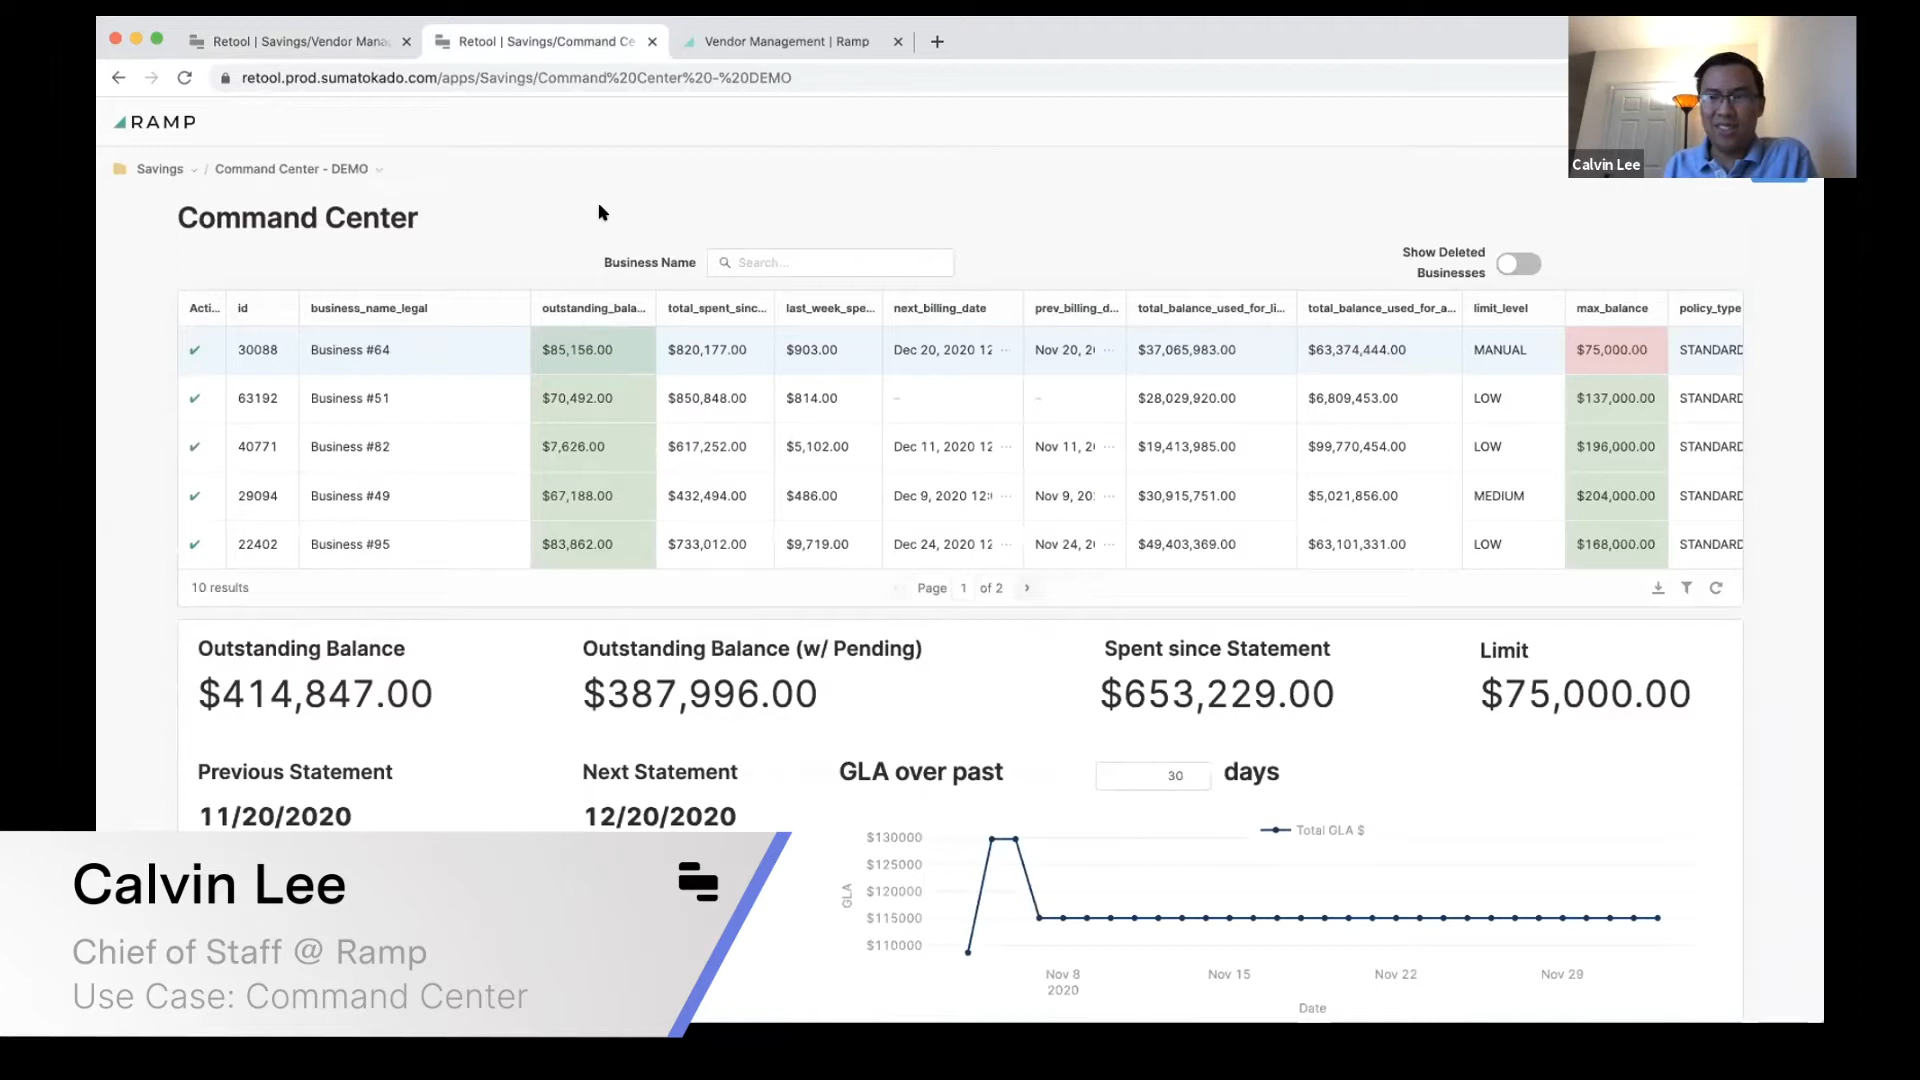 Retool | Savings/Vendor Mana
Retool | Savings/Command Ce
Vendor Management | Ramp
retool.prod.sumatokado.com/apps/Savings/Command%20Center%20-%20DEMO
Calvin Lee
RAMP
Savings / Command Center - DEMO
Command Center
Business Name
Search...
Show Deleted
Businesses
Acti... id business_name_legal outstanding_bala... total_spent_sinc... last_week_spe... next_billing_date prev_billing_d... total_balance_used_for_li... total_balance_used_for_a... limit_level max_balance policy_type
✔ 30088 Business #64 $85,156.00 $820,177.00 $903.00 Dec 20, 2020 12 ... Nov 20, 2( ... $37,065,983.00 $63,374,444.00 MANUAL $75,000.00 STANDARD
✔ 63192 Business #51 $70,492.00 $850,848.00 $814.00 – – $28,029,920.00 $6,809,453.00 LOW $137,000.00 STANDARD
✔ 40771 Business #82 $7,626.00 $617,252.00 $5,102.00 Dec 11, 2020 12 ... Nov 11, 2( ... $19,413,985.00 $99,770,454.00 LOW $196,000.00 STANDARD
✔ 29094 Business #49 $67,188.00 $432,494.00 $486.00 Dec 9, 2020 12: ... Nov 9, 20: ... $30,915,751.00 $5,021,856.00 MEDIUM $204,000.00 STANDARD
✔ 22402 Business #95 $83,862.00 $733,012.00 $9,719.00 Dec 24, 2020 12 ... Nov 24, 2( ... $49,403,369.00 $63,101,331.00 LOW $168,000.00 STANDARD
10 results Page 1 of 2
Outstanding Balance Outstanding Balance (w/ Pending) Spent since Statement Limit
$414,847.00 $387,996.00 $653,229.00 $75,000.00
Previous Statement Next Statement GLA over past 30 days
11/20/2020 12/20/2020
Total GLA $
$130000
$125000
$120000
$115000
$110000
GLA
Nov 8 Nov 15 Nov 22 Nov 29
2020
Date
Calvin Lee
Chief of Staff @ Ramp
Use Case: Command Center